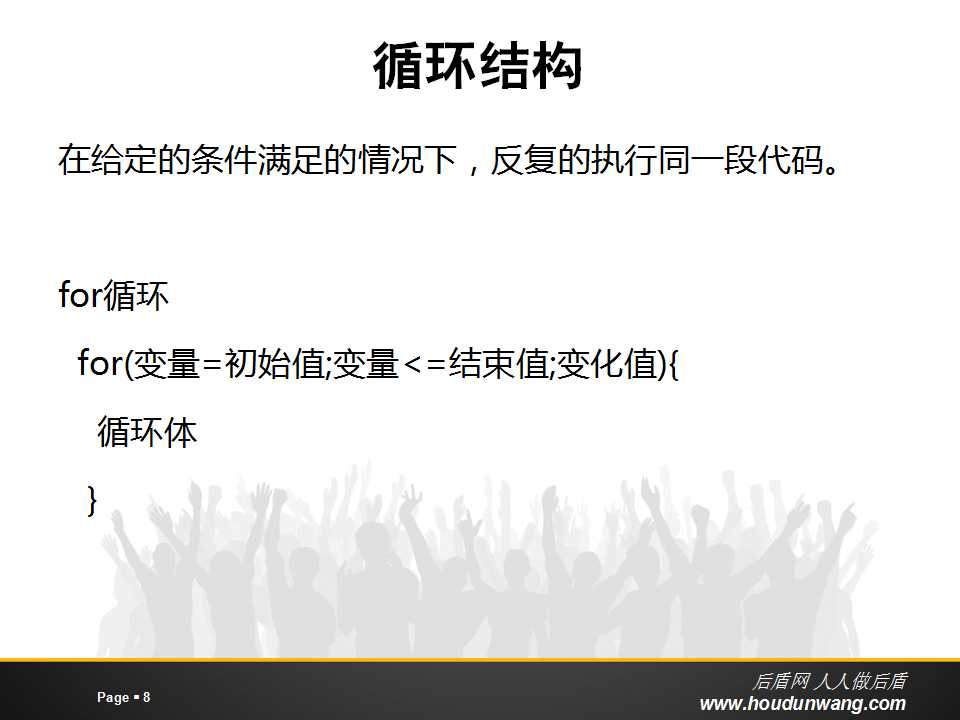 循环结构
在给定的条件满足的情况下，反复的执行同一段代码。
for循环
for(变量=初始值;变量<=结束值;变化值){
循环体
}
Page ▪ 8
后盾网 人人做后盾
www.houdunwang.com